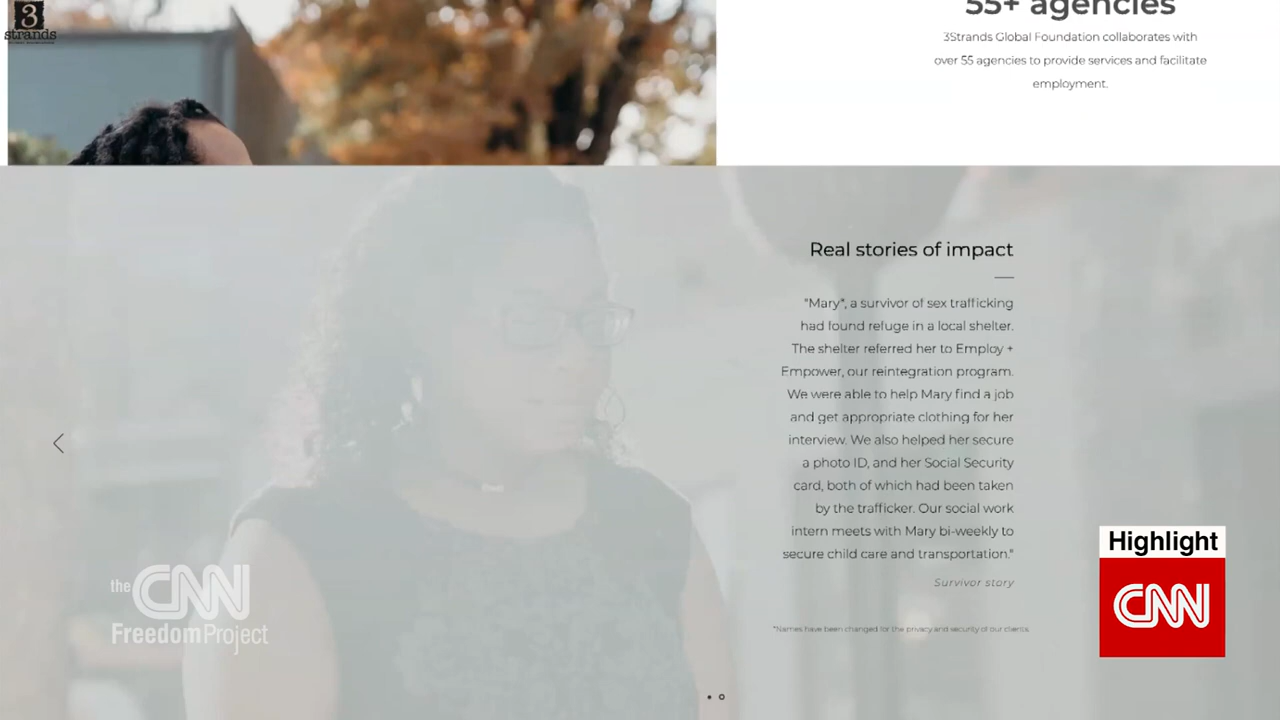 3
strands
55+ agencies
3Strands Global Foundation collaborates with
over 55 agencies to provide services and facilitate
employment.
Real stories of impact
"Mary", a survivor of sex trafficking
had found refuge in a local shelter.
The shelter referred her to Employ +
Empower, our reintegration program.
We were able to help Mary find a job
and get appropriate clothing for her
interview. We also helped her secure
a photo ID, and her Social Security
card, both of which had been taken
by the trafficker. Our social work
intern meets with Mary bi-weekly to
secure child care and transportation."
Survivor story
*Names have been changed for the privacy and security of our clients.
the CNN
FreedomProject
Highlight
CNN